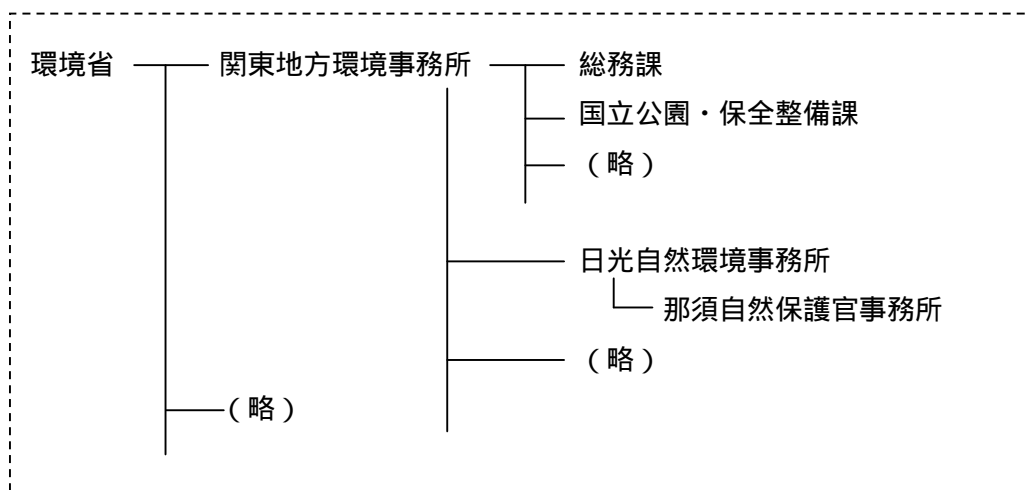 環境省 関東地方環境事務所 総務課
国立公園・保全整備課
（略）
日光自然環境事務所
那須自然保護官事務所
（略）
（略）